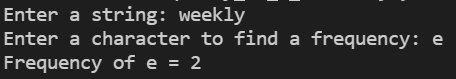 Enter a string: weekly
Enter a character to find a frequency: e
Frequency of e = 2